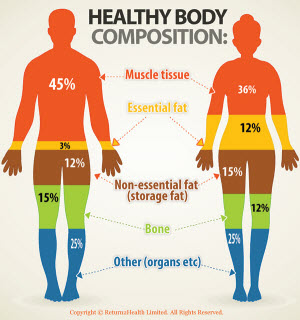 HEALTHY BODY
COMPOSITION:
45%
Muscle tissue
36%
Essential fat
3%
12%
12%
15%
Non-essential fat
(storage fat)
15%
12%
Bone
25%
25%
Other (organs etc)
Copyright © Return2Health Limited. All Rights Reserved.